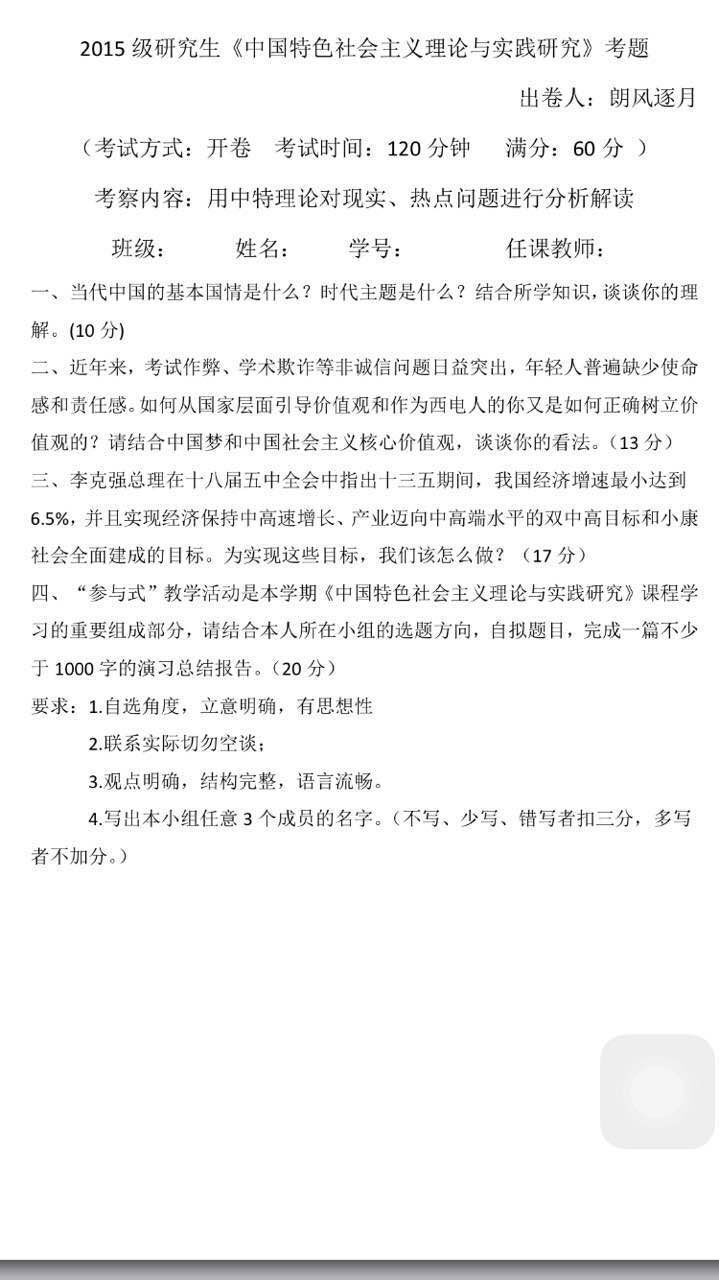 2015 级研究生《中国特色社会主义理论与实践研究》考题
出卷人：朗风逐月
（考试方式：开卷 考试时间：120 分钟 满分：60 分 ）
考察内容：用中特理论对现实、热点问题进行分析解读
班级： 姓名： 学号： 任课教师：
一、当代中国的基本国情是什么？时代主题是什么？结合所学知识，谈谈你的理
解。(10 分)
二、近年来，考试作弊、学术欺诈等非诚信问题日益突出，年轻人普遍缺少使命
感和责任感。如何从国家层面引导价值观和作为西电人的你又是如何正确树立价
值观的？请结合中国梦和中国社会主义核心价值观，谈谈你的看法。（13 分）
三、李克强总理在十八届五中全会中指出十三五期间，我国经济增速最小达到
6.5%，并且实现经济保持中高速增长、产业迈向中高端水平的双中高目标和小康
社会全面建成的目标。为实现这些目标，我们该怎么做？（17 分）
四、“参与式”教学活动是本学期《中国特色社会主义理论与实践研究》课程学
习的重要组成部分，请结合本人所在小组的选题方向，自拟题目，完成一篇不少
于 1000 字的演习总结报告。（20 分）
要求：1.自选角度，立意明确，有思想性
2.联系实际切勿空谈；
3.观点明确，结构完整，语言流畅。
4.写出本小组任意 3 个成员的名字。（不写、少写、错写者扣三分，多写
者不加分。）